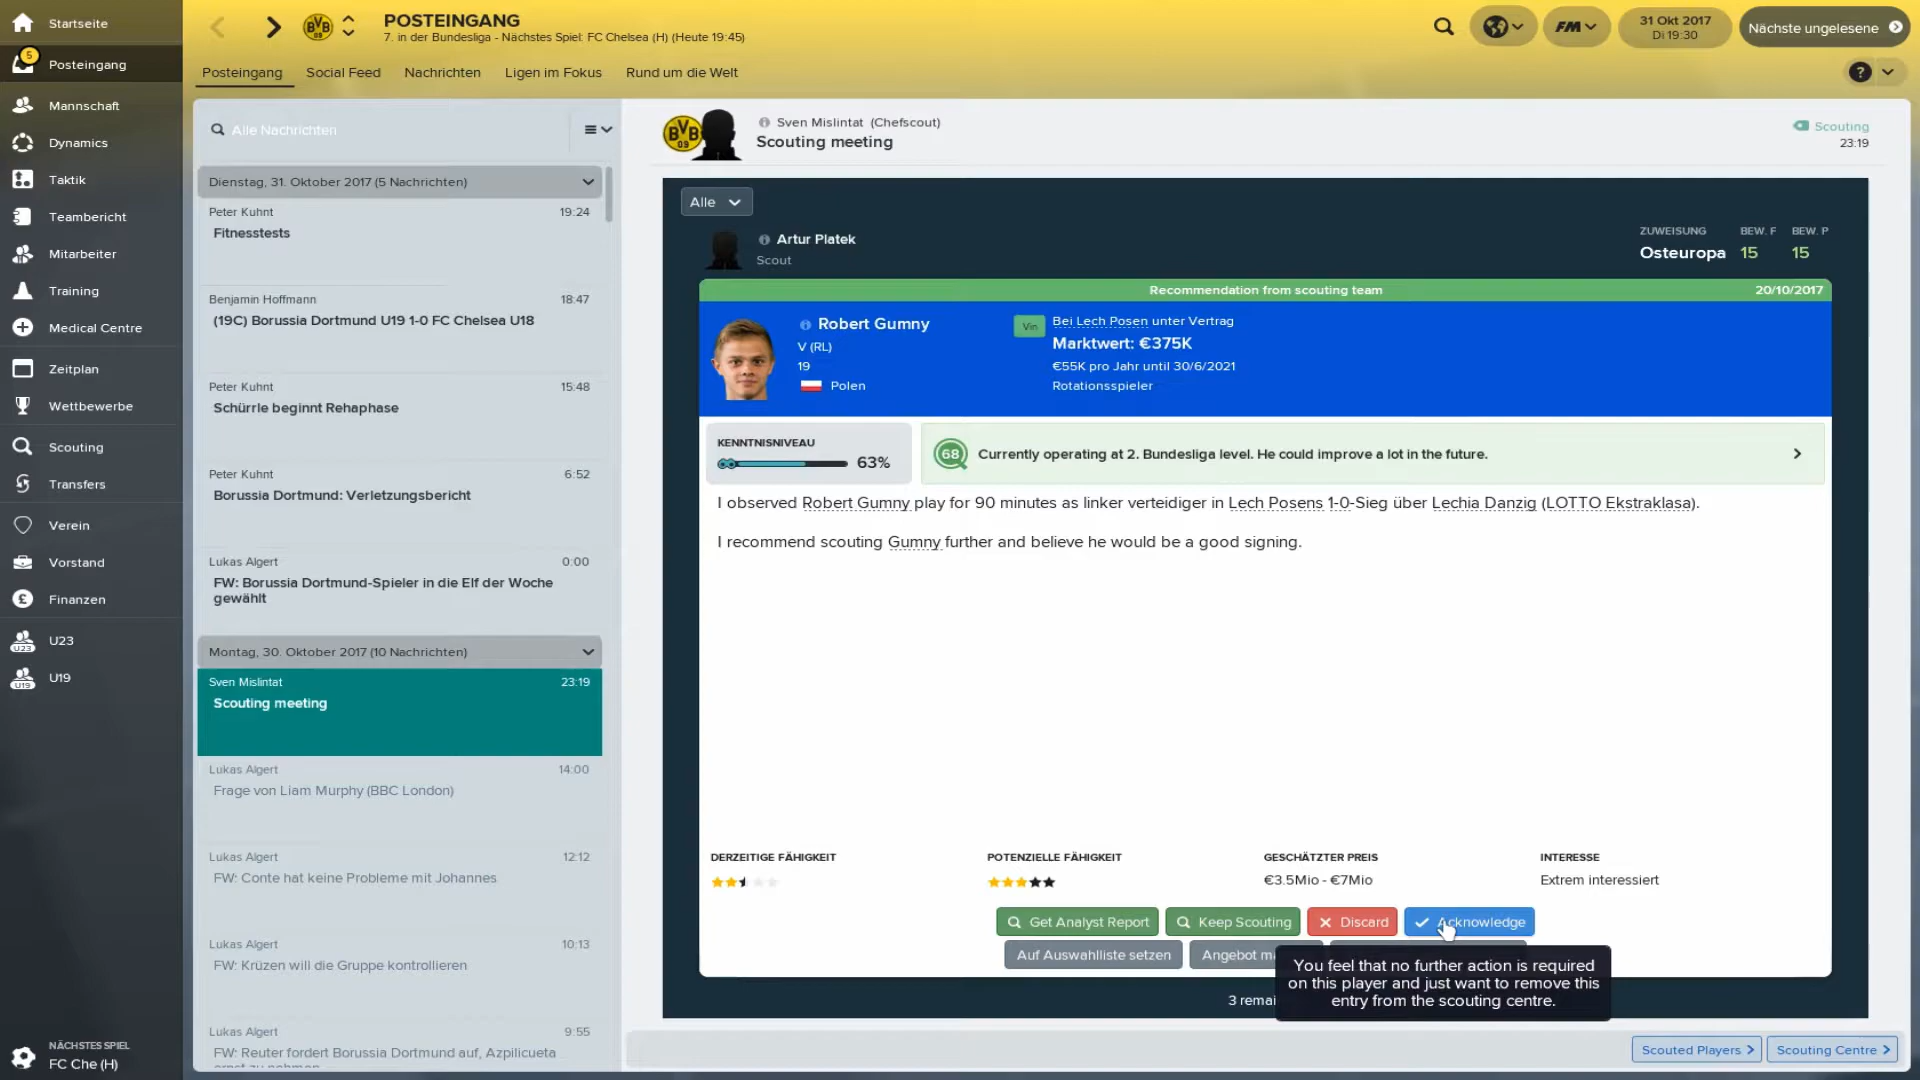 Startseite
5
Posteingang
Mannschaft
Dynamics
Taktik
Teambericht
Mitarbeiter
Training
Medical Centre
Zeitplan
Wettbewerbe
Scouting
Transfers
Verein
Vorstand
Finanzen
U23
U23
U19
U19
NÄCHSTES SPIEL
FC Che (H)
BVB
09
POSTEINGANG
7. in der Bundesliga - Nächstes Spiel: FC Chelsea (H) (Heute 19:45)
FM
31 Okt 2017
Di 19:30
Nächste ungelesene
Posteingang
Social Feed
Nachrichten
Ligen im Fokus
Rund um die Welt
?
Alle Nachrichten
Dienstag, 31. Oktober 2017 (5 Nachrichten)
Peter Kuhnt 19:24
Fitnesstests
Benjamin Hoffmann 18:47
(19C) Borussia Dortmund U19 1-0 FC Chelsea U18
Peter Kuhnt 15:48
Schürrle beginnt Rehaphase
Peter Kuhnt 6:52
Borussia Dortmund: Verletzungsbericht
Lukas Algert 0:00
FW: Borussia Dortmund-Spieler in die Elf der Woche
gewählt
Montag, 30. Oktober 2017 (10 Nachrichten)
Sven Mislintat 23:19
Scouting meeting
Lukas Algert 14:00
Frage von Liam Murphy (BBC London)
Lukas Algert 12:12
FW: Conte hat keine Probleme mit Johannes
Lukas Algert 10:13
FW: Krüzen will die Gruppe kontrollieren
Lukas Algert 9:55
FW: Reuter fordert Borussia Dortmund auf, Azpilicueta
ernst zu nehmen
BVB
09
Sven Mislintat (Chefscout)
Scouting meeting
Scouting
23:19
Alle
Artur Platek
Scout
ZUWEISUNG BEW. F BEW. P
Osteuropa 15 15
Recommendation from scouting team 20/10/2017
Robert Gumny
V (RL)
19
Polen
Vin
Bei Lech Posen unter Vertrag
Marktwert: €375K
€55K pro Jahr until 30/6/2021
Rotationsspieler
KENNTNISNIVEAU
63%
68
Currently operating at 2. Bundesliga level. He could improve a lot in the future.
I observed Robert Gumny play for 90 minutes as linker verteidiger in Lech Posens 1-0-Sieg über Lechia Danzig (LOTTO Ekstraklasa).
I recommend scouting Gumny further and believe he would be a good signing.
DERZEITIGE FÄHIGKEIT
POTENZIELLE FÄHIGKEIT
GESCHÄTZTER PREIS
€3.5Mio - €7Mio
INTERESSE
Extrem interessiert
Get Analyst Report
Keep Scouting
Discard
Acknowledge
Auf Auswahlliste setzen
Angebot ma
You feel that no further action is required
on this player and just want to remove this
entry from the scouting centre.
3 remai
Scouted Players
Scouting Centre